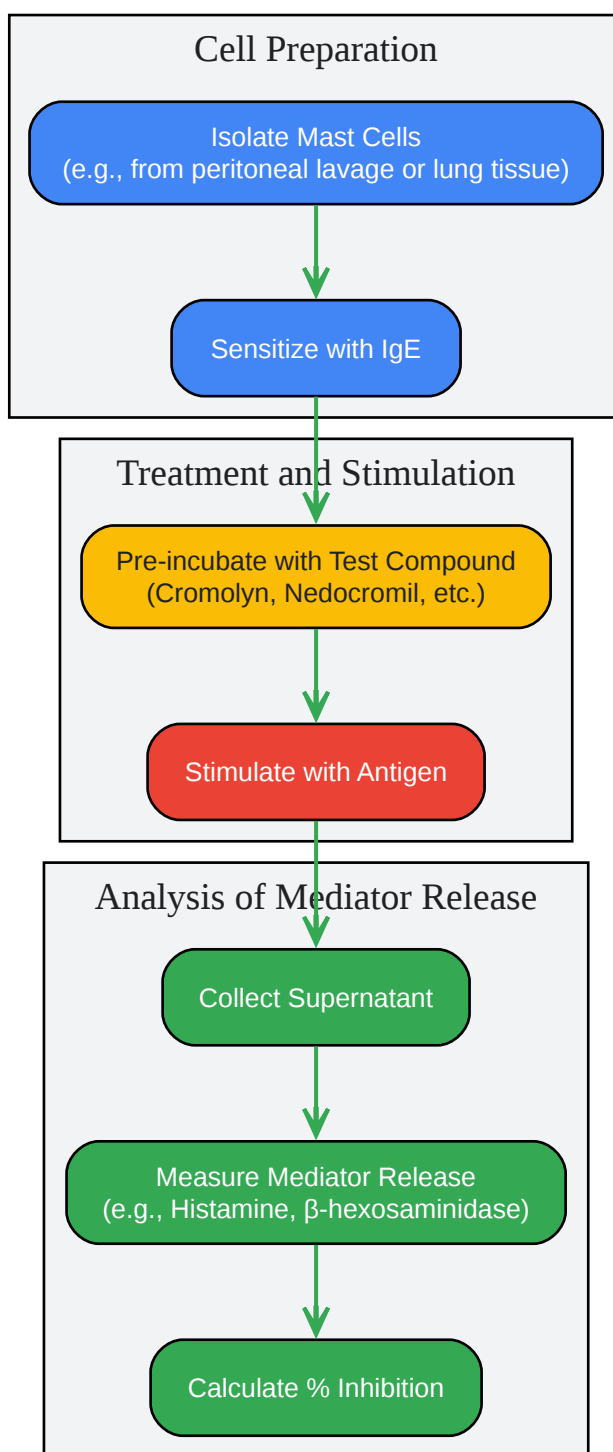 Cell Preparation
Isolate Mast Cells
(e.g., from peritoneal lavage or lung tissue)
Sensitize with IgE
Treatment and Stimulation
Pre-incubate with Test Compound
(Cromolyn, Nedocromil, etc.)
Stimulate with Antigen
Analysis of Mediator Release
Collect Supernatant
Measure Mediator Release
(e.g., Histamine, β-hexosaminidase)
Calculate % Inhibition